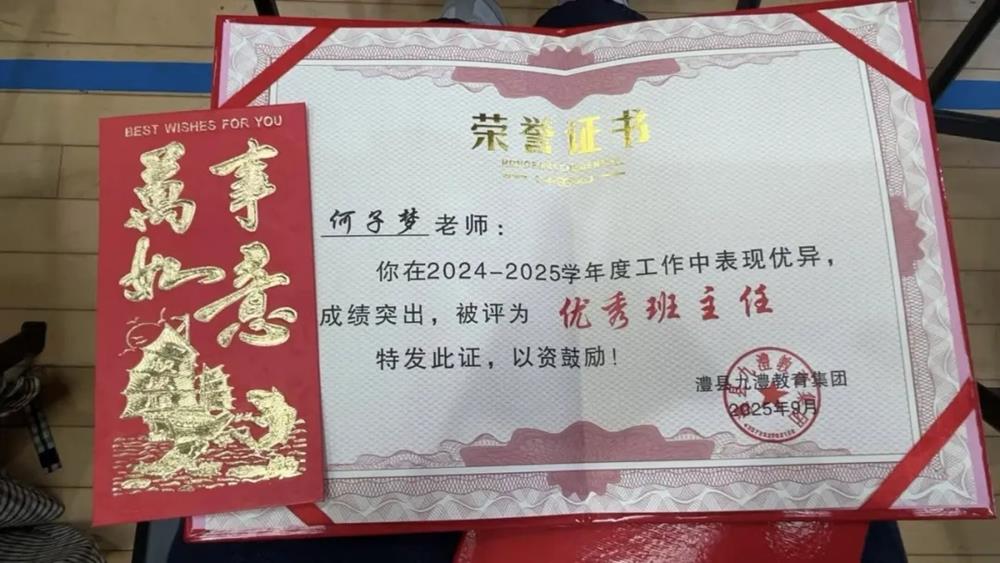 BEST WISHES FOR YOU
萬事
如意
荣誉证书
何子梦 老师：
你在2024-2025学年度工作中表现优异，
成绩突出，被评为 优秀班主任
特发此证，以资鼓励！
澧县九澧教育集团
2025年9月